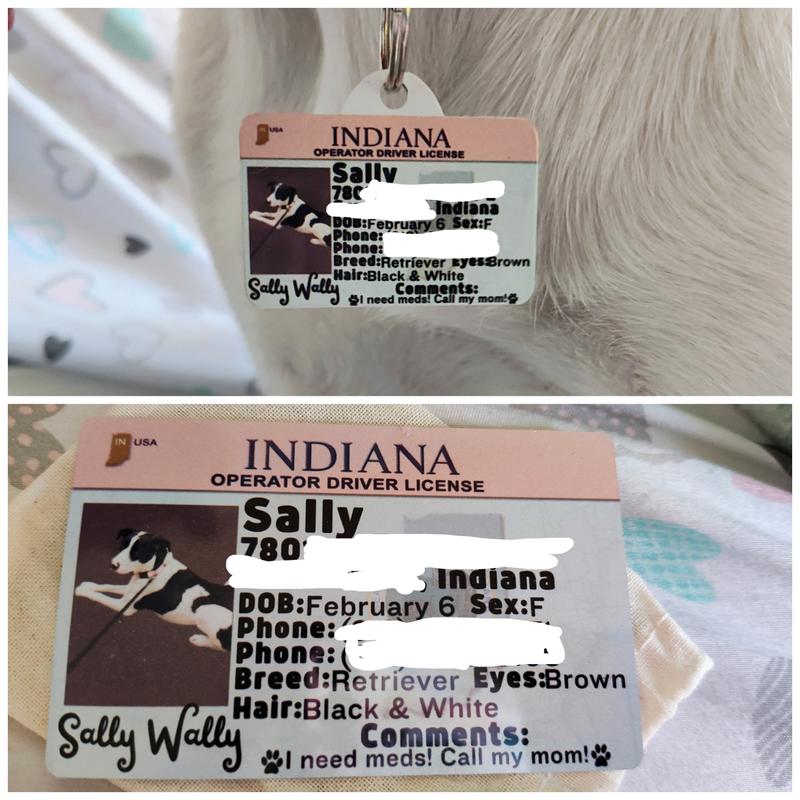 IN USA
INDIANA
OPERATOR DRIVER LICENSE
Sally
780
Indiana
DOB:February 6 Sex:F
Phone:
Phone:
Breed:Retriever Eyes:Brown
Hair:Black & White
Sally Wally
Comments:
I need meds! Call my mom!
IN USA
INDIANA
OPERATOR DRIVER LICENSE
Sally
780
Indiana
DOB:February 6 Sex:F
Phone:(
Phone:(
Breed:Retriever Eyes:Brown
Hair:Black & White
Sally Wally
Comments:
I need meds! Call my mom!